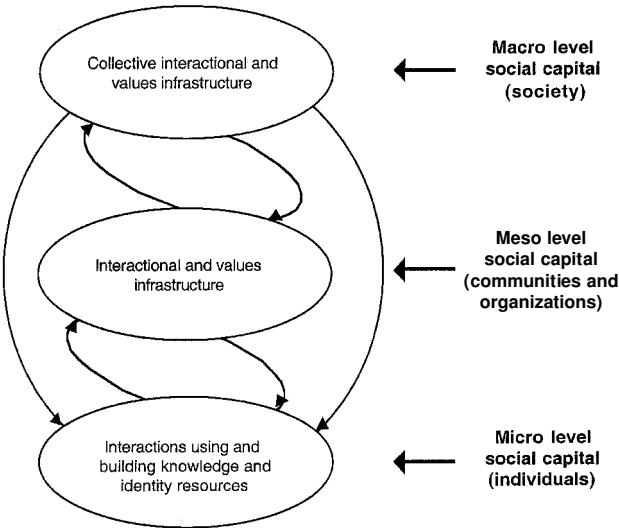 Collective interactional and
values infrastructure
Macro level
social capital
(society)
Interactional and values
infrastructure
Meso level
social capital
(communities and
organizations)
Interactions using and
building knowledge and
identity resources
Micro level
social capital
(individuals)